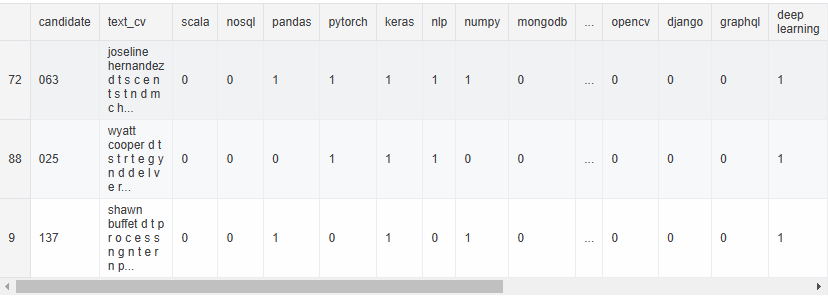 candidate text_cv scala nosql pandas pytorch keras nlp numpy mongodb ... opencv django graphql deep learning
72 063 joseline hernandez d t s c e n t s t n d m c h... 0 0 1 1 1 1 1 0 ... 0 0 0 1
88 025 wyatt cooper d t s t r t e g y n d d e l v e r... 0 0 0 1 1 1 0 0 ... 0 0 0 1
9 137 shawn buffet d t p r o c e s s n g n t e r n p... 0 0 1 0 1 0 1 0 ... 0 0 0 1